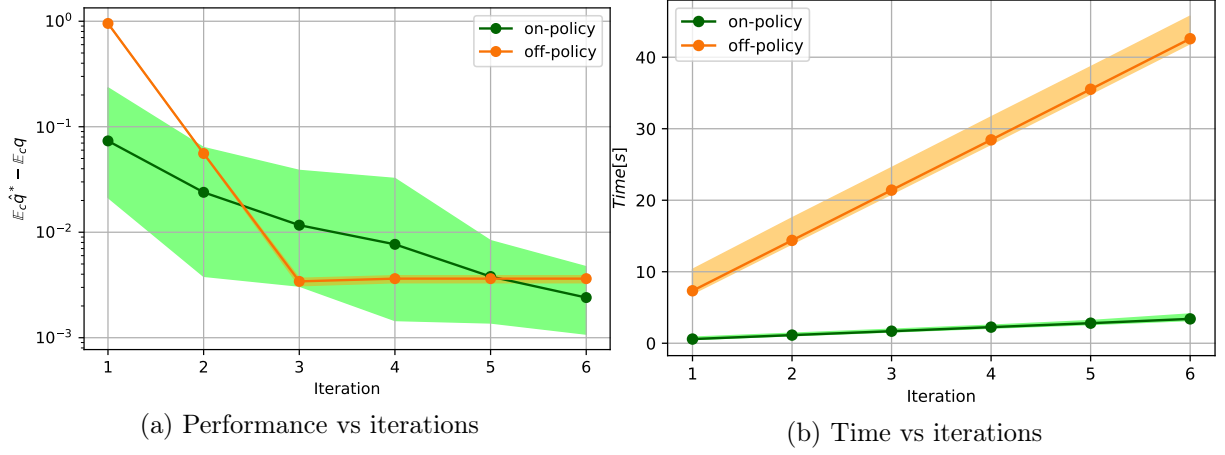 10⁰
10⁻¹
10⁻²
10⁻³
𝔼_c q̂* − 𝔼_c q
on-policy
off-policy
1 2 3 4 5 6
Iteration
(a) Performance vs iterations
40
30
20
10
0
Time[s]
on-policy
off-policy
1 2 3 4 5 6
Iteration
(b) Time vs iterations